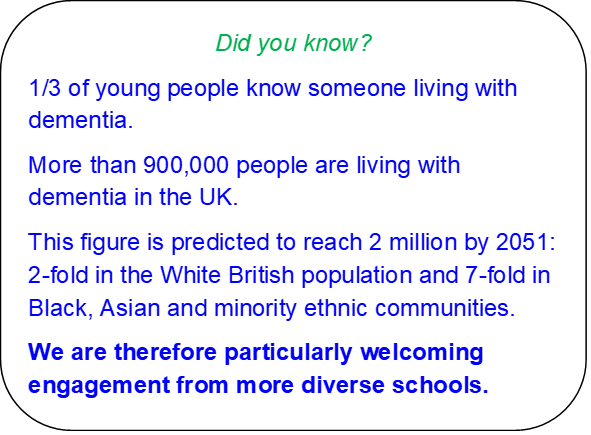 Did you know?
1/3 of young people know someone living with
dementia.
More than 900,000 people are living with
dementia in the UK.
This figure is predicted to reach 2 million by 2051:
2-fold in the White British population and 7-fold in
Black, Asian and minority ethnic communities.
We are therefore particularly welcoming
engagement from more diverse schools.